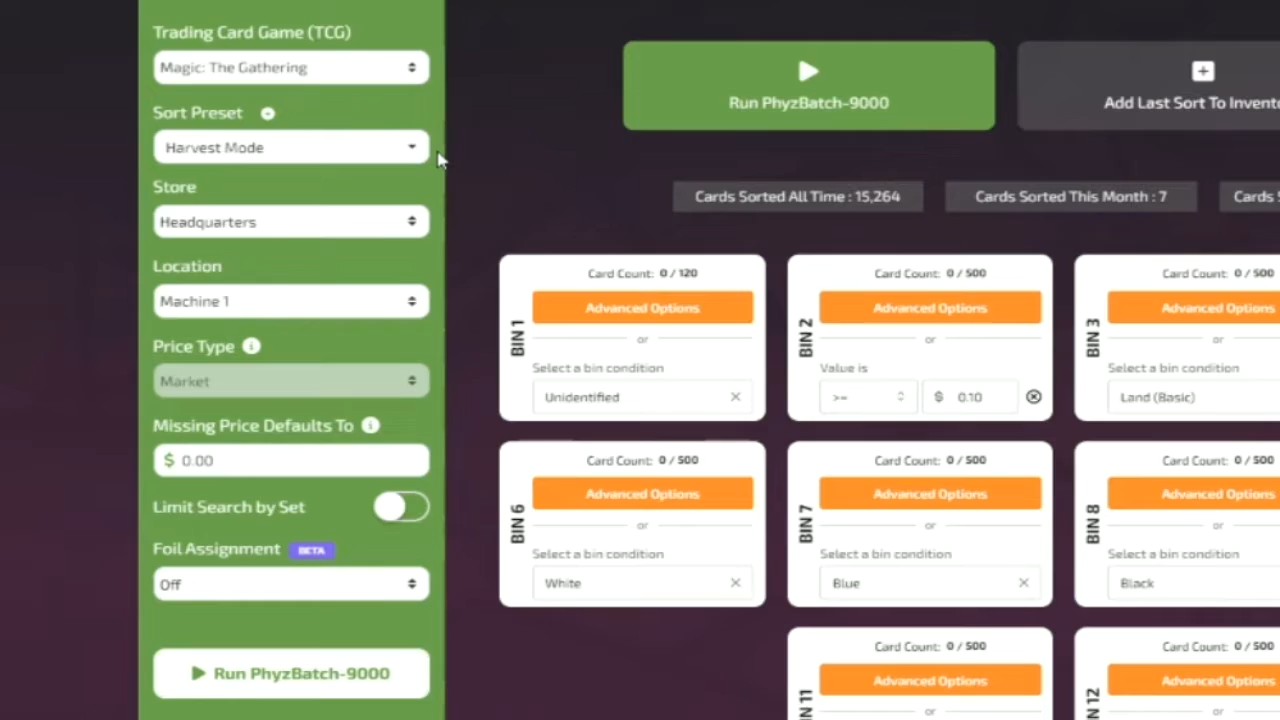 Trading Card Game (TCG)
Magic: The Gathering
Sort Preset
Harvest Mode
Store
Headquarters
Location
Machine 1
Price Type
Market
Missing Price Defaults To
$ 0.00
Limit Search by Set
Foil Assignment BETA
Off
Run PhyzBatch-9000
Run PhyzBatch-9000
Add Last Sort To Invento
Cards Sorted All Time : 15,264
Cards Sorted This Month : 7
Cards S
BIN 1
Card Count: 0 / 120
Advanced Options
or
Select a bin condition
Unidentified
BIN 2
Card Count: 0 / 500
Advanced Options
or
Value is
>=
$ 0.10
BIN 3
Card Count: 0 / 500
Advanced Options
or
Select a bin condition
Land (Basic)
BIN 6
Card Count: 0 / 500
Advanced Options
or
Select a bin condition
White
BIN 7
Card Count: 0 / 500
Advanced Options
or
Select a bin condition
Blue
BIN 8
Card Count: 0 / 500
Advanced Options
or
Select a bin condition
Black
BIN 11
Card Count: 0 / 500
Advanced Options
or
BIN 12
Card Count: 0 / 500
Advanced Options
or